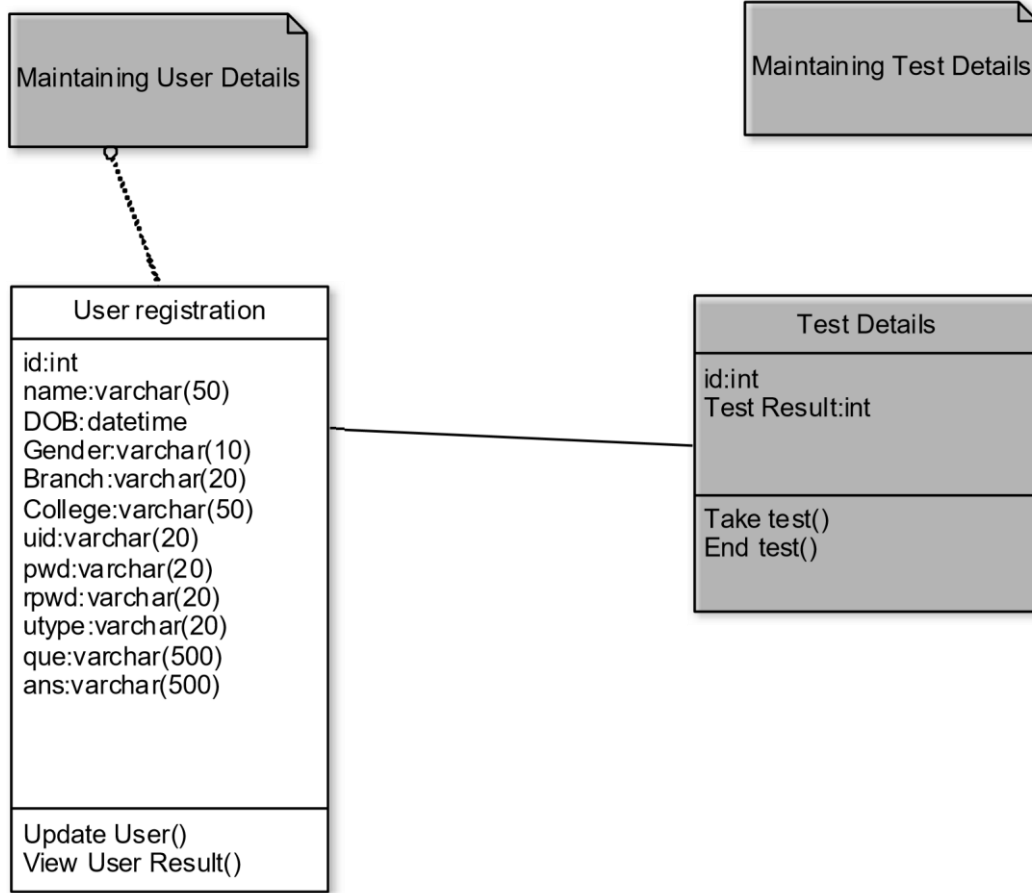 Maintaining User Details
Maintaining Test Details
User registration
id:int
name:varchar(50)
DOB:datetime
Gender:varchar(10)
Branch:varchar(20)
College:varchar(50)
uid:varchar(20)
pwd:varchar(20)
rpwd:varchar(20)
utype:varchar(20)
que:varchar(500)
ans:varchar(500)
Update User()
View User Result()
Test Details
id:int
Test Result:int
Take test()
End test()